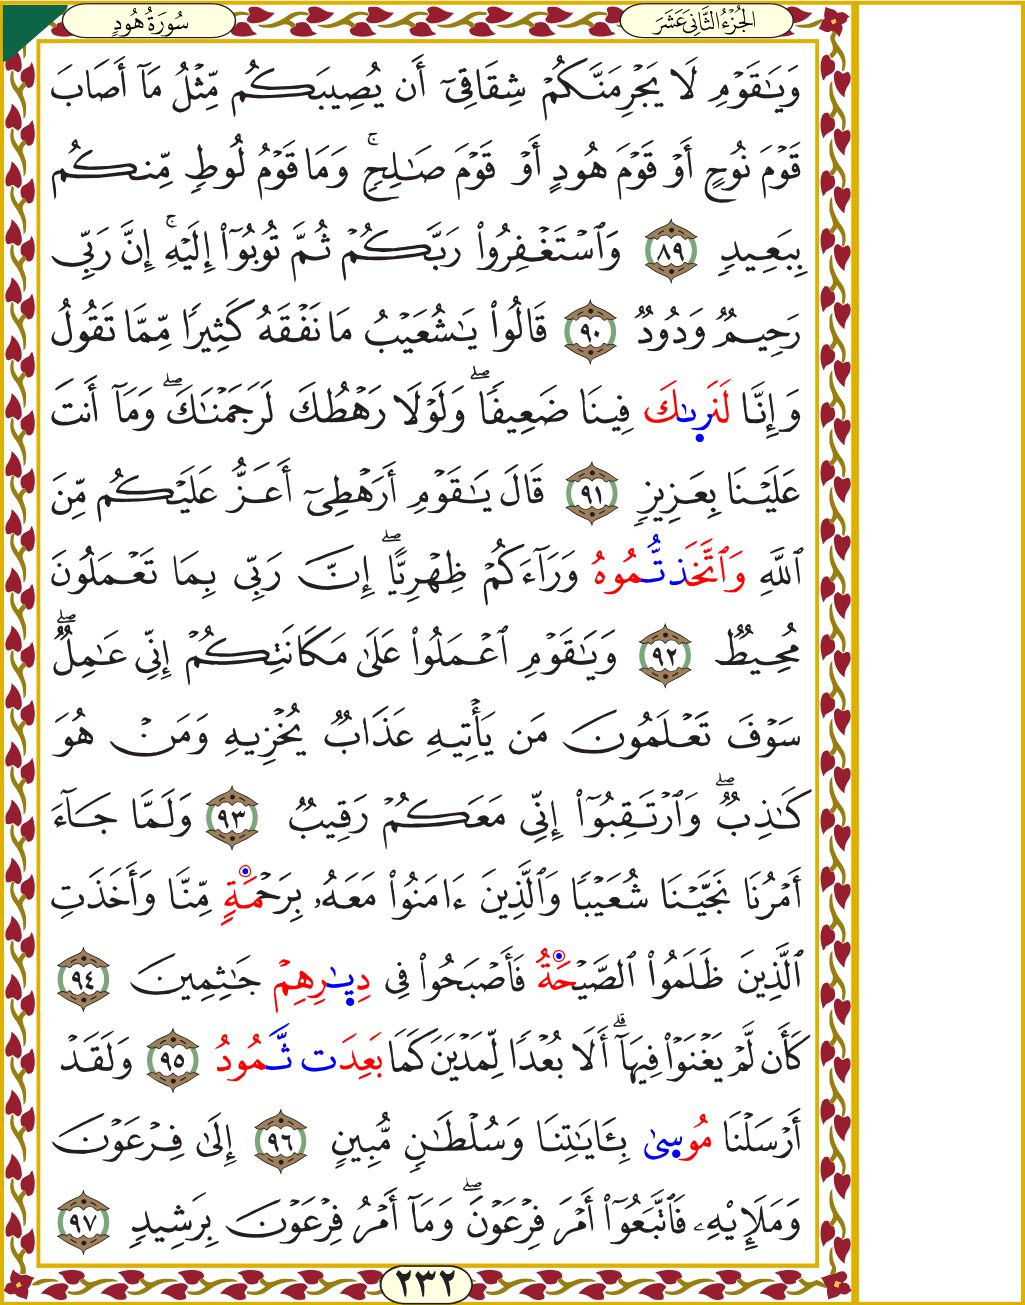 الجُزْءُ الثَّانِي عَشَرَ
سُورَةُ هُودٍ
وَيَٰقَوْمِ لَا يَجْرِمَنَّكُمْ شِقَاقِىٓ أَن يُصِيبَكُم مِّثْلُ مَآ أَصَابَ
قَوْمَ نُوحٍ أَوْ قَوْمَ هُودٍ أَوْ قَوْمَ صَٰلِحٍۚ وَمَا قَوْمُ لُوطٍ مِّنكُم
بِبَعِيدٍ ٨٩ وَٱسْتَغْفِرُوا۟ رَبَّكُمْ ثُمَّ تُوبُوٓا۟ إِلَيْهِۚ إِنَّ رَبِّى
رَحِيمٌ وَدُودٌ ٩٠ قَالُوا۟ يَٰشُعَيْبُ مَا نَفْقَهُ كَثِيرًا مِّمَّا تَقُولُ
وَإِنَّا لَنَرىٰكَ فِينَا ضَعِيفًاۖ وَلَوْلَا رَهْطُكَ لَرَجَمْنَٰكَۖ وَمَآ أَنتَ
عَلَيْنَا بِعَزِيزٍ ٩١ قَالَ يَٰقَوْمِ أَرَهْطِىٓ أَعَزُّ عَلَيْكُم مِّنَ
ٱللَّهِ وَٱتَّخَذتُّمُوهُ وَرَآءَكُمْ ظِهْرِيًّاۖ إِنَّ رَبِّى بِمَا تَعْمَلُونَ
مُحِيطٌ ٩٢ وَيَٰقَوْمِ ٱعْمَلُوا۟ عَلَىٰ مَكَانَتِكُمْ إِنِّى عَٰمِلٌۖ
سَوْفَ تَعْلَمُونَ مَن يَأْتِيهِ عَذَابٌ يُخْزِيهِ وَمَنْ هُوَ
كَٰذِبٌۖ وَٱرْتَقِبُوٓا۟ إِنِّى مَعَكُمْ رَقِيبٌ ٩٣ وَلَمَّا جَآءَ
أَمْرُنَا نَجَّيْنَا شُعَيْبًا وَٱلَّذِينَ ءَامَنُوا۟ مَعَهُۥ بِرَحْمَةٍ مِّنَّا وَأَخَذَتِ
ٱلَّذِينَ ظَلَمُوا۟ ٱلصَّيْحَةُ فَأَصْبَحُوا۟ فِى دِيٰرِهِمْ جَٰثِمِينَ ٩٤
كَأَن لَّمْ يَغْنَوْا۟ فِيهَآۗ أَلَا بُعْدًا لِّمَدْيَنَ كَمَا بَعِدَت ثَّمُودُ ٩٥ وَلَقَدْ
أَرْسَلْنَا مُوسىٰ بِـَٔايَٰتِنَا وَسُلْطَٰنٍ مُّبِينٍ ٩٦ إِلَىٰ فِرْعَوْنَ
وَمَلَإِي۟هِۦ فَٱتَّبَعُوٓا۟ أَمْرَ فِرْعَوْنَۖ وَمَآ أَمْرُ فِرْعَوْنَ بِرَشِيدٍ ٩٧
٢٣٢